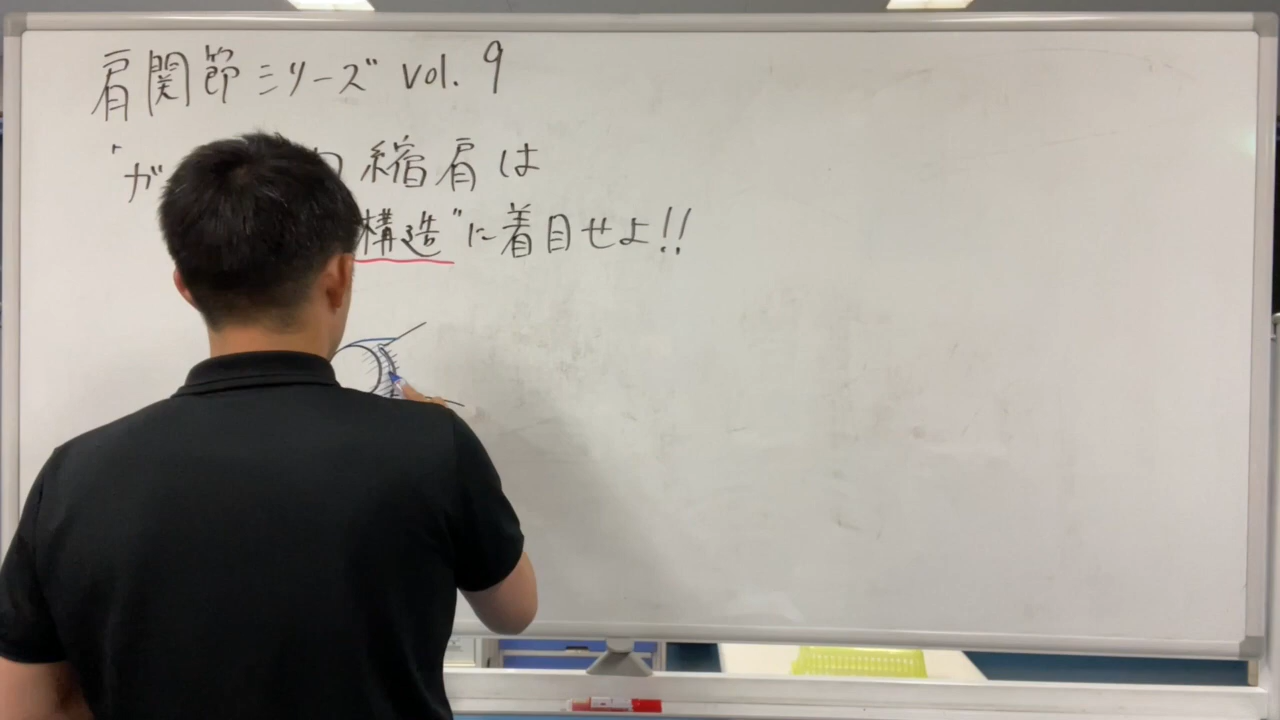 肩関節シリーズ vol.9
"ガ 縮肩は
構造"に着目せよ!!